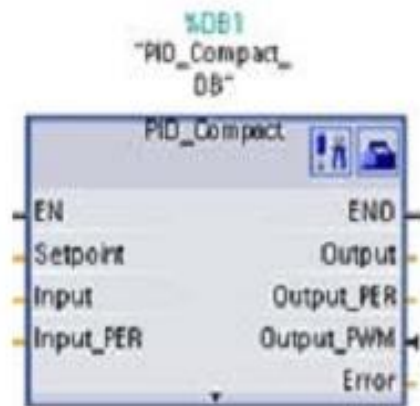 %DB1
"PID_Compact_
DB"
PID_Compact
EN ENO
Setpoint Output
Input Output_PER
Input_PER Output_PWM
Error